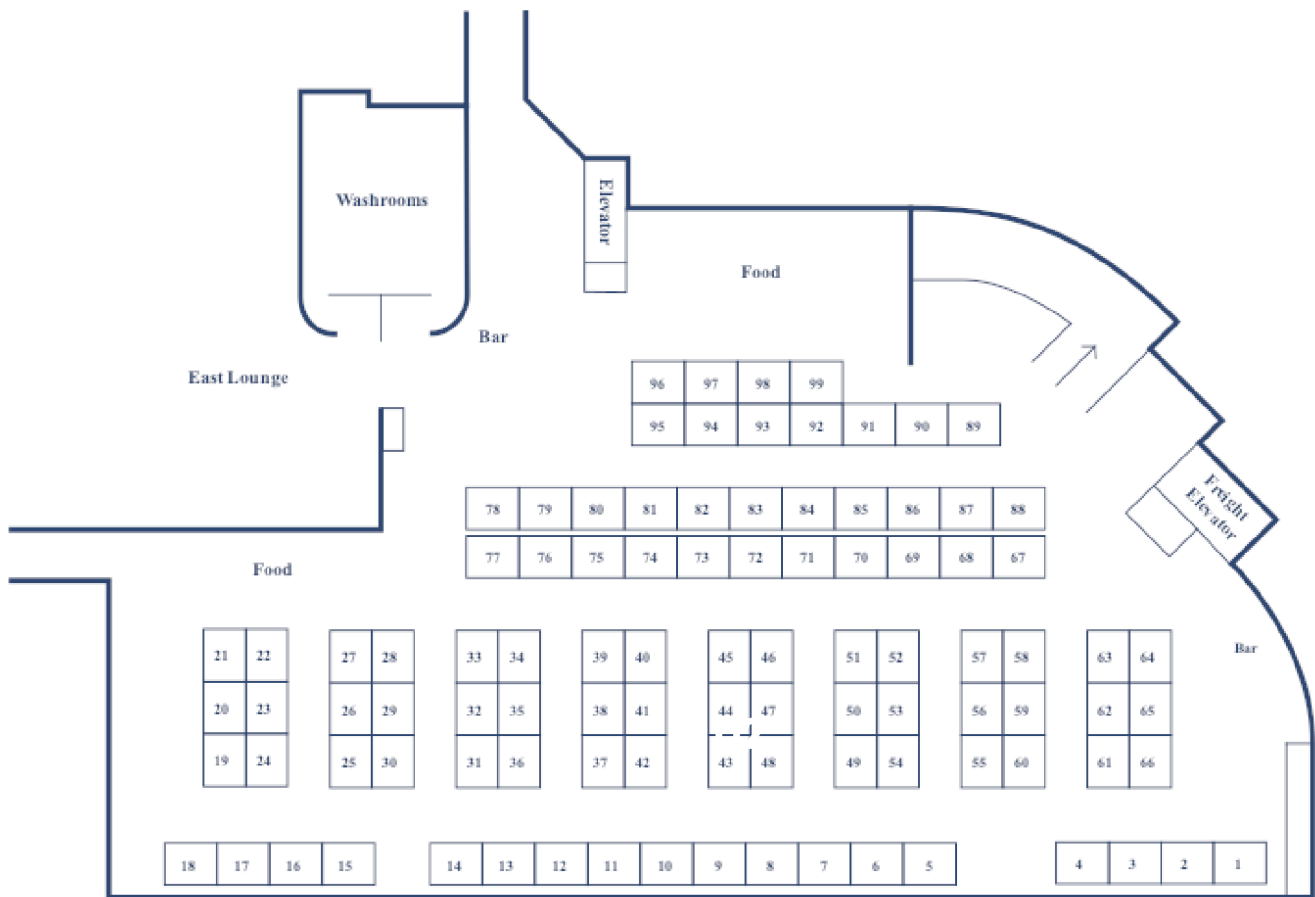 Washrooms
Elevator
Food
Bar
East Lounge
96 97 98 99
95 94 93 92 91 90 89
Freight
Elevator
78 79 80 81 82 83 84 85 86 87 88
77 76 75 74 73 72 71 70 69 68 67
Food
Bar
21 22 27 28 33 34 39 40 45 46 51 52 57 58 63 64
20 23 26 29 32 35 38 41 44 47 50 53 56 59 62 65
19 24 25 30 31 36 37 42 43 48 49 54 55 60 61 66
18 17 16 15 14 13 12 11 10 9 8 7 6 5 4 3 2 1